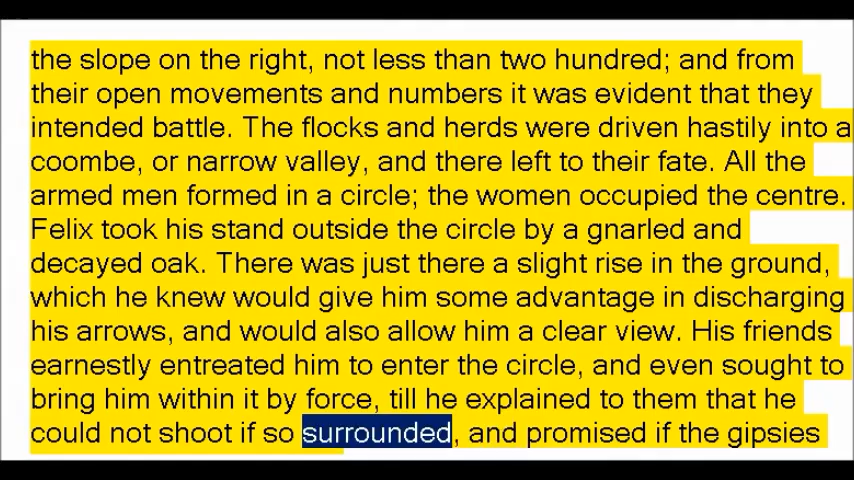 the slope on the right, not less than two hundred; and from
their open movements and numbers it was evident that they
intended battle. The flocks and herds were driven hastily into a
coombe, or narrow valley, and there left to their fate. All the
armed men formed in a circle; the women occupied the centre.
Felix took his stand outside the circle by a gnarled and
decayed oak. There was just there a slight rise in the ground,
which he knew would give him some advantage in discharging
his arrows, and would also allow him a clear view. His friends
earnestly entreated him to enter the circle, and even sought to
bring him within it by force, till he explained to them that he
could not shoot if so surrounded, and promised if the gipsies